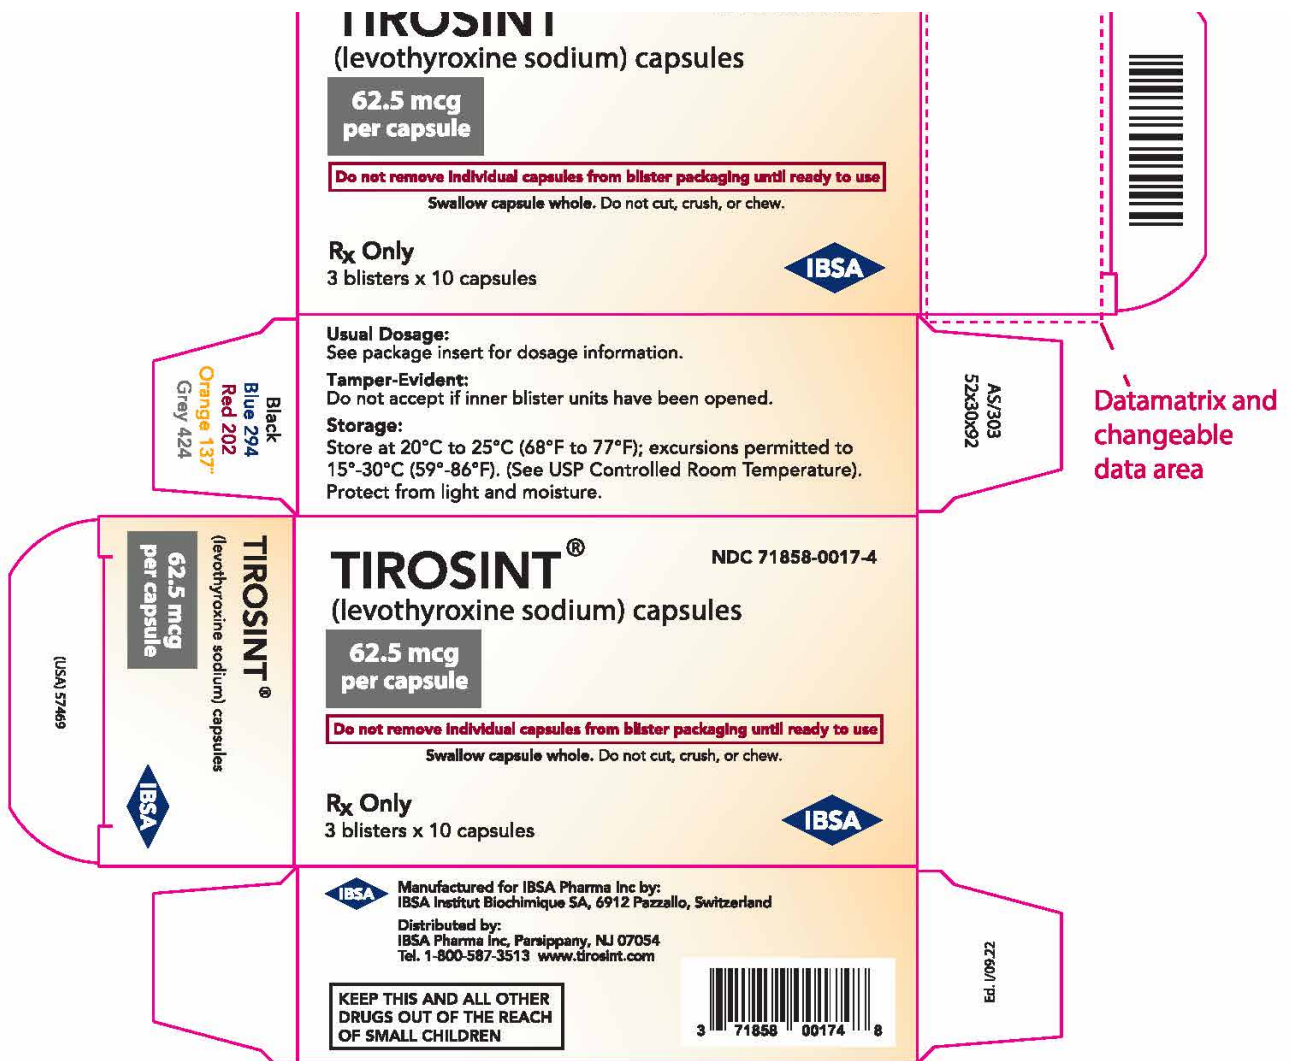 TIROSINT
(levothyroxine sodium) capsules
62.5 mcg
per capsule
Do not remove individual capsules from blister packaging until ready to use
Swallow capsule whole. Do not cut, crush, or chew.
Rx Only
3 blisters x 10 capsules
IBSA
Usual Dosage:
See package insert for dosage information.
Tamper-Evident:
Do not accept if inner blister units have been opened.
Storage:
Store at 20°C to 25°C (68°F to 77°F); excursions permitted to
15°-30°C (59°-86°F). (See USP Controlled Room Temperature).
Protect from light and moisture.
Black
Blue 294
Red 202
Orange 137"
Grey 424
AS/303
52x30x92
Datamatrix and
changeable
data area
TIROSINT®
(levothyroxine sodium) capsules
62.5 mcg
per capsule
IBSA
(USA) 57469
TIROSINT®
NDC 71858-0017-4
(levothyroxine sodium) capsules
62.5 mcg
per capsule
Do not remove individual capsules from blister packaging until ready to use
Swallow capsule whole. Do not cut, crush, or chew.
Rx Only
3 blisters x 10 capsules
IBSA
IBSA
Manufactured for IBSA Pharma Inc by:
IBSA Institut Biochimique SA, 6912 Pazzallo, Switzerland
Distributed by:
IBSA Pharma Inc, Parsippany, NJ 07054
Tel. 1-800-587-3513 www.tirosint.com
KEEP THIS AND ALL OTHER
DRUGS OUT OF THE REACH
OF SMALL CHILDREN
3 71858 00174 8
Ed. I/09.22